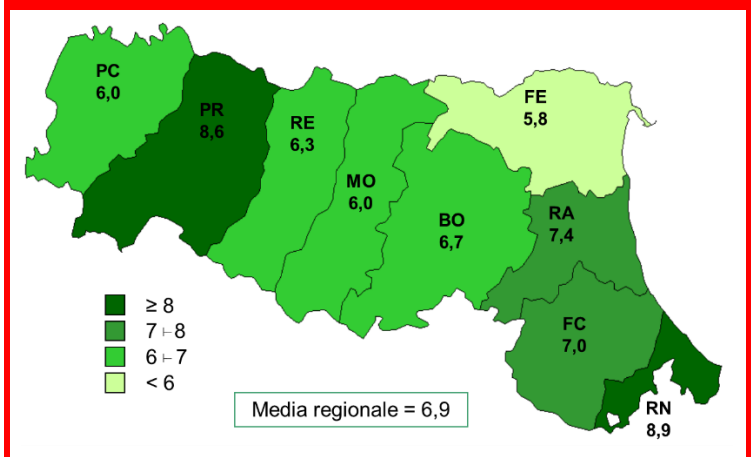 PC
6,0
PR
8,6
RE
6,3
MO
6,0
BO
6,7
FE
5,8
RA
7,4
FC
7,0
RN
8,9
≥ 8
7 ⊢ 8
6 ⊢ 7
< 6
Media regionale = 6,9